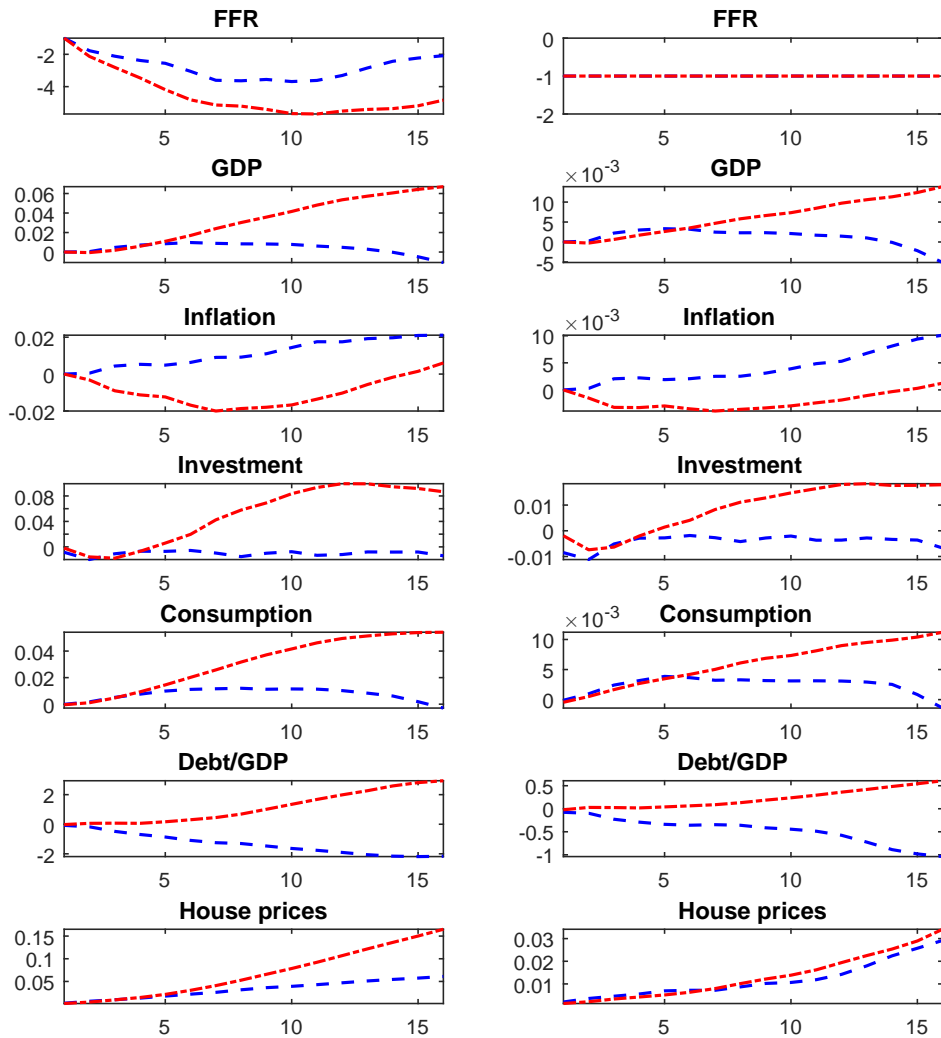 FFR
-2
-4
5 10 15
FFR
0
-1
-2
5 10 15
GDP
0.06
0.04
0.02
0
5 10 15
GDP
×10-3
10
5
0
-5
5 10 15
Inflation
0.02
0
-0.02
5 10 15
Inflation
×10-3
10
5
0
5 10 15
Investment
0.08
0.04
0
5 10 15
Investment
0.01
0
-0.01
5 10 15
Consumption
0.04
0.02
0
5 10 15
Consumption
×10-3
10
5
0
5 10 15
Debt/GDP
2
0
-2
5 10 15
Debt/GDP
0.5
0
-0.5
-1
5 10 15
House prices
0.15
0.1
0.05
5 10 15
House prices
0.03
0.01
5 10 15